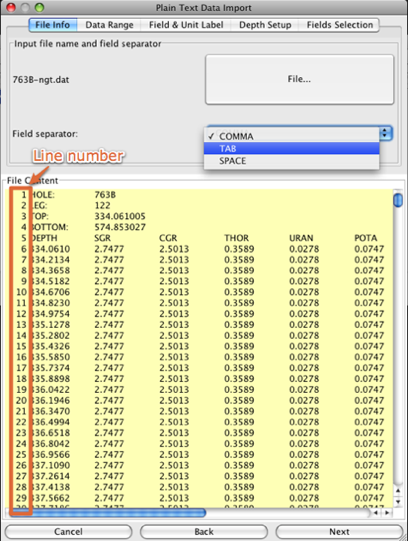 Plain Text Data Import
File Info Data Range Field & Unit Label Depth Setup Fields Selection
Input file name and field separator
763B-ngt.dat File...
Field separator: ✓ COMMA
TAB
SPACE
Line number
File Content
1 HOLE: 763B
2 LEG: 122
3 TOP: 334.061005
4 BOTTOM: 574.853027
5 DEPTH SGR CGR THOR URAN POTA
6 334.0610 2.7477 2.5013 0.3589 0.0278 0.0747
7 334.2134 2.7477 2.5013 0.3589 0.0278 0.0747
8 334.3658 2.7477 2.5013 0.3589 0.0278 0.0747
9 334.5182 2.7477 2.5013 0.3589 0.0278 0.0747
10 334.6706 2.7477 2.5013 0.3589 0.0278 0.0747
11 334.8230 2.7477 2.5013 0.3589 0.0278 0.0747
12 334.9754 2.7477 2.5013 0.3589 0.0278 0.0747
13 335.1278 2.7477 2.5013 0.3589 0.0278 0.0747
14 335.2802 2.7477 2.5013 0.3589 0.0278 0.0747
15 335.4326 2.7477 2.5013 0.3589 0.0278 0.0747
16 335.5850 2.7477 2.5013 0.3589 0.0278 0.0747
17 335.7374 2.7477 2.5013 0.3589 0.0278 0.0747
18 335.8898 2.7477 2.5013 0.3589 0.0278 0.0747
19 336.0422 2.7477 2.5013 0.3589 0.0278 0.0747
20 336.1946 2.7477 2.5013 0.3589 0.0278 0.0747
21 336.3470 2.7477 2.5013 0.3589 0.0278 0.0747
22 336.4994 2.7477 2.5013 0.3589 0.0278 0.0747
23 336.6518 2.7477 2.5013 0.3589 0.0278 0.0747
24 336.8042 2.7477 2.5013 0.3589 0.0278 0.0747
25 336.9566 2.7477 2.5013 0.3589 0.0278 0.0747
26 337.1090 2.7477 2.5013 0.3589 0.0278 0.0747
27 337.2614 2.7477 2.5013 0.3589 0.0278 0.0747
28 337.4138 2.7477 2.5013 0.3589 0.0278 0.0747
29 337.5662 2.7477 2.5013 0.3589 0.0278 0.0747
Cancel Back Next